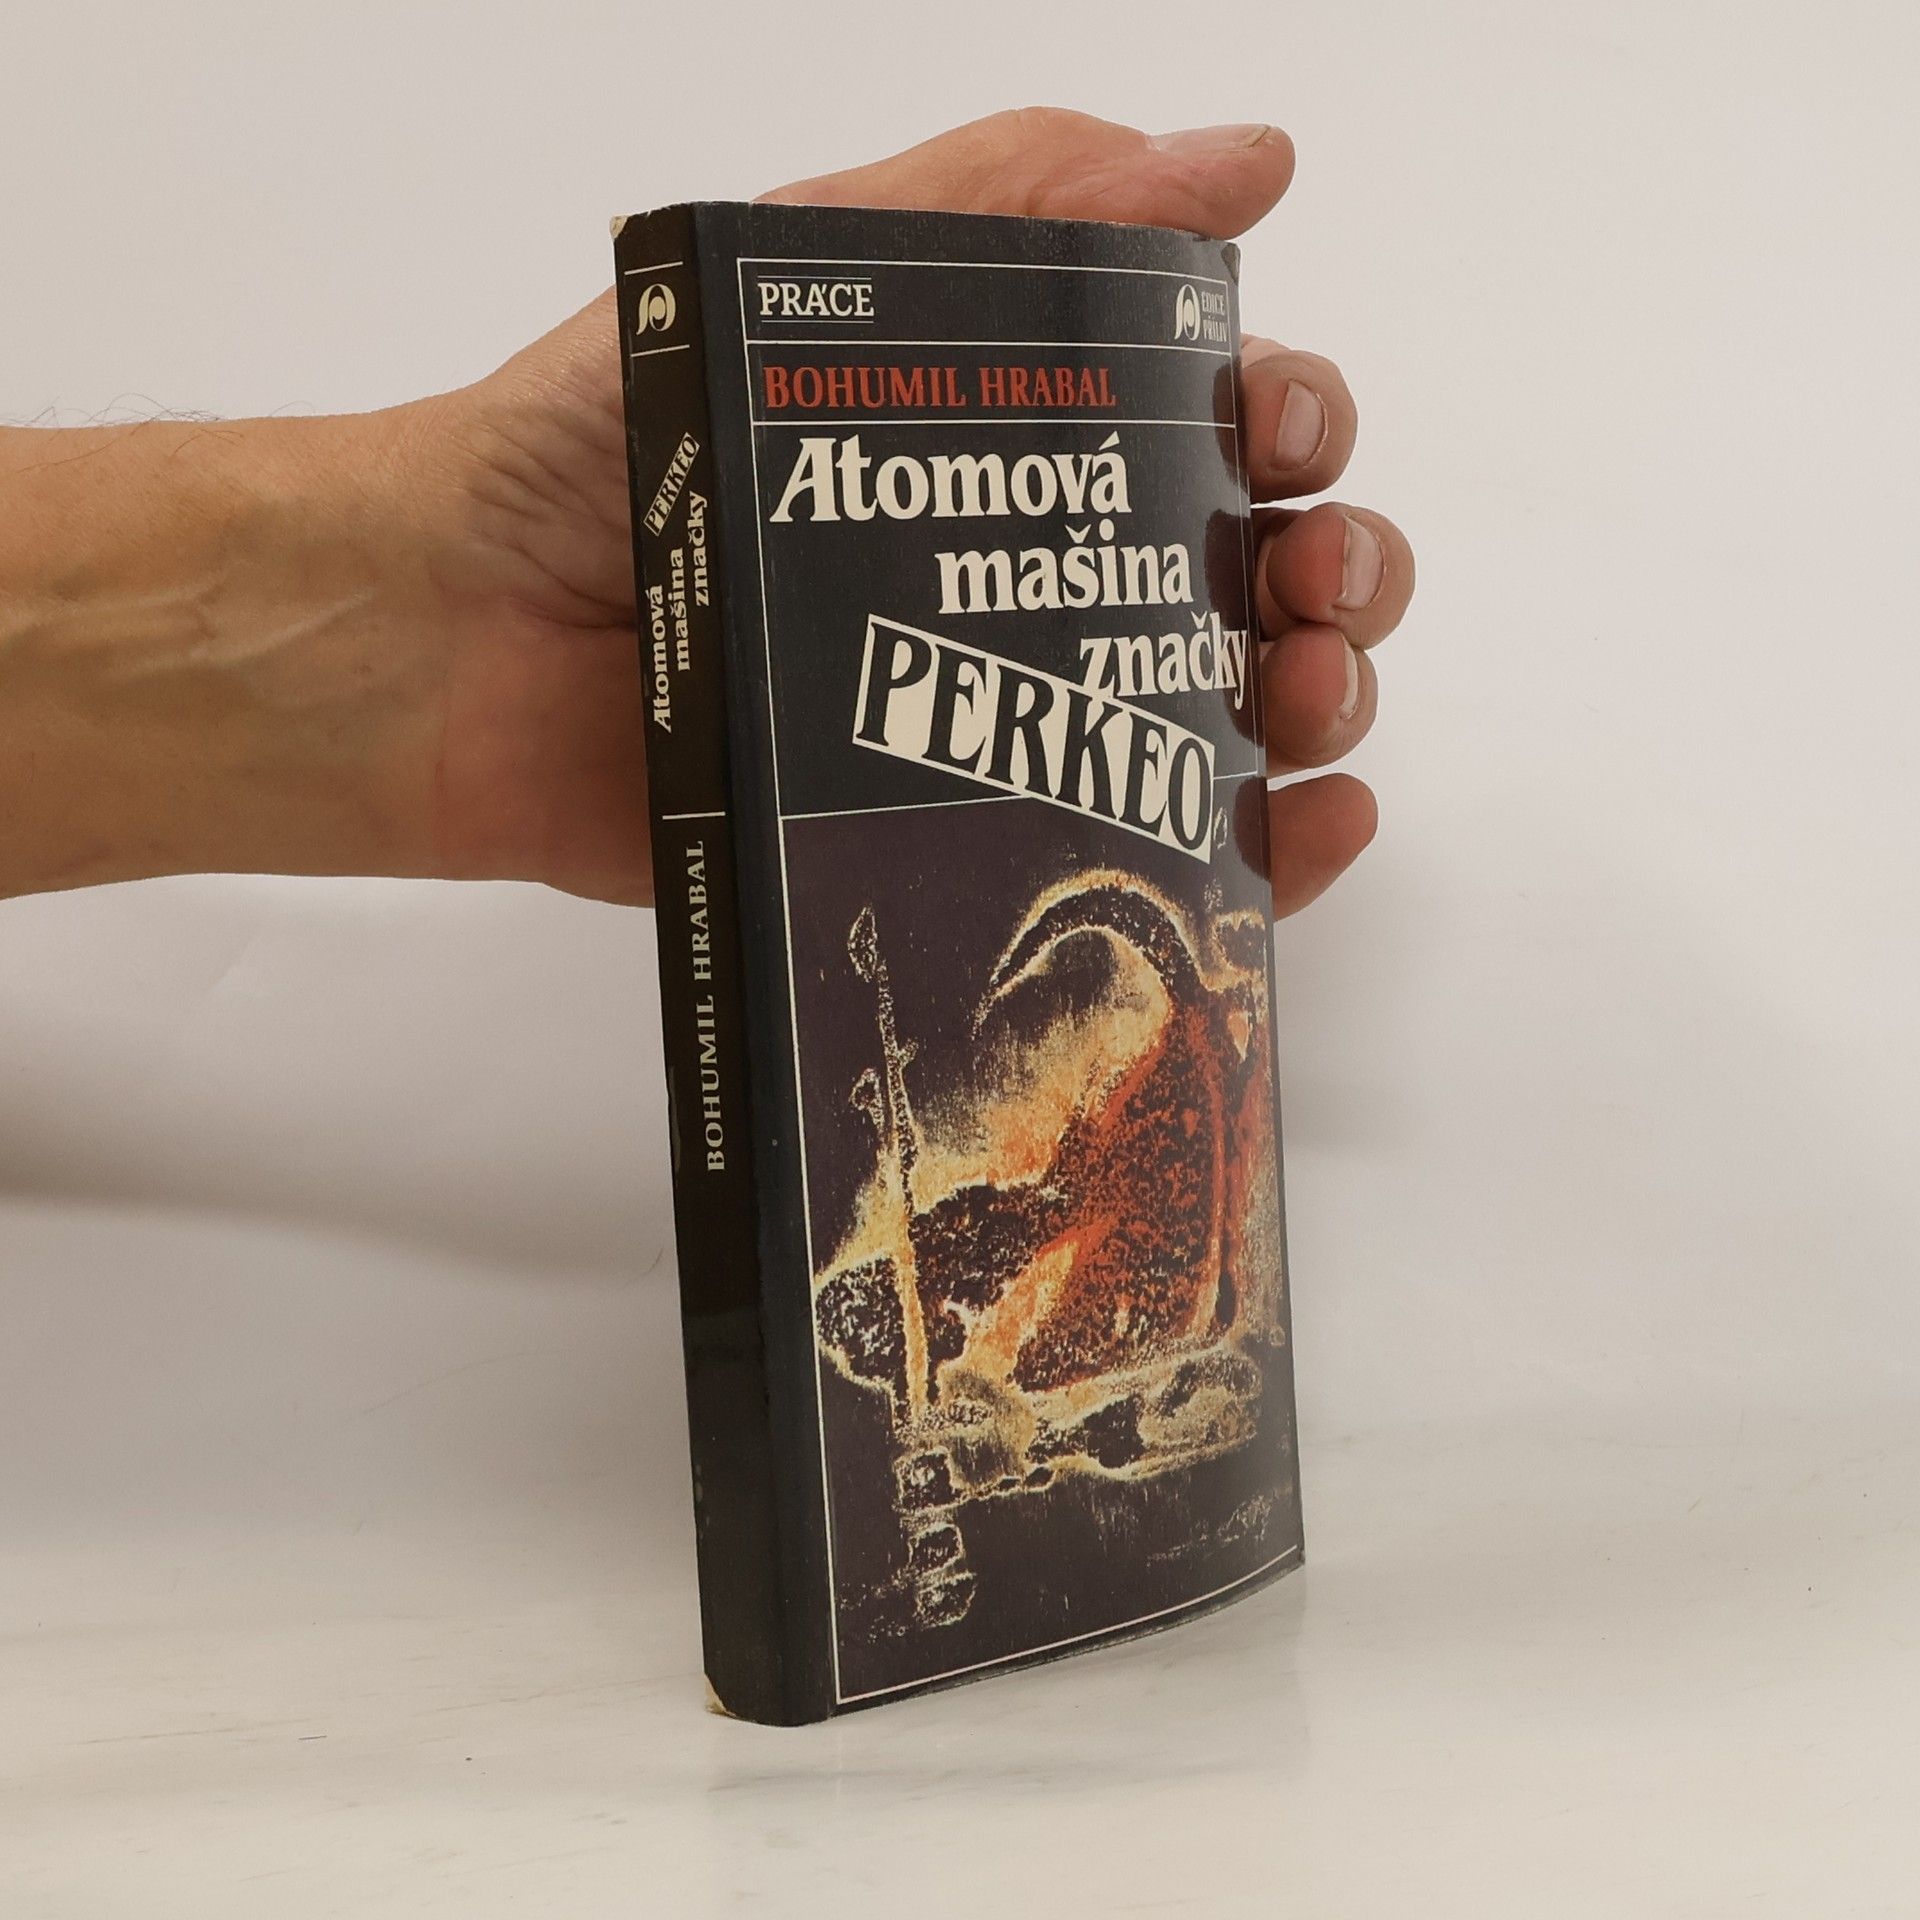 PRÁCE
EDICE
PŘÍLIV
BOHUMIL HRABAL
Atomová
mašina
značky
PERKEO
Atomová
mašina
značky
PERKEO
BOHUMIL HRABAL